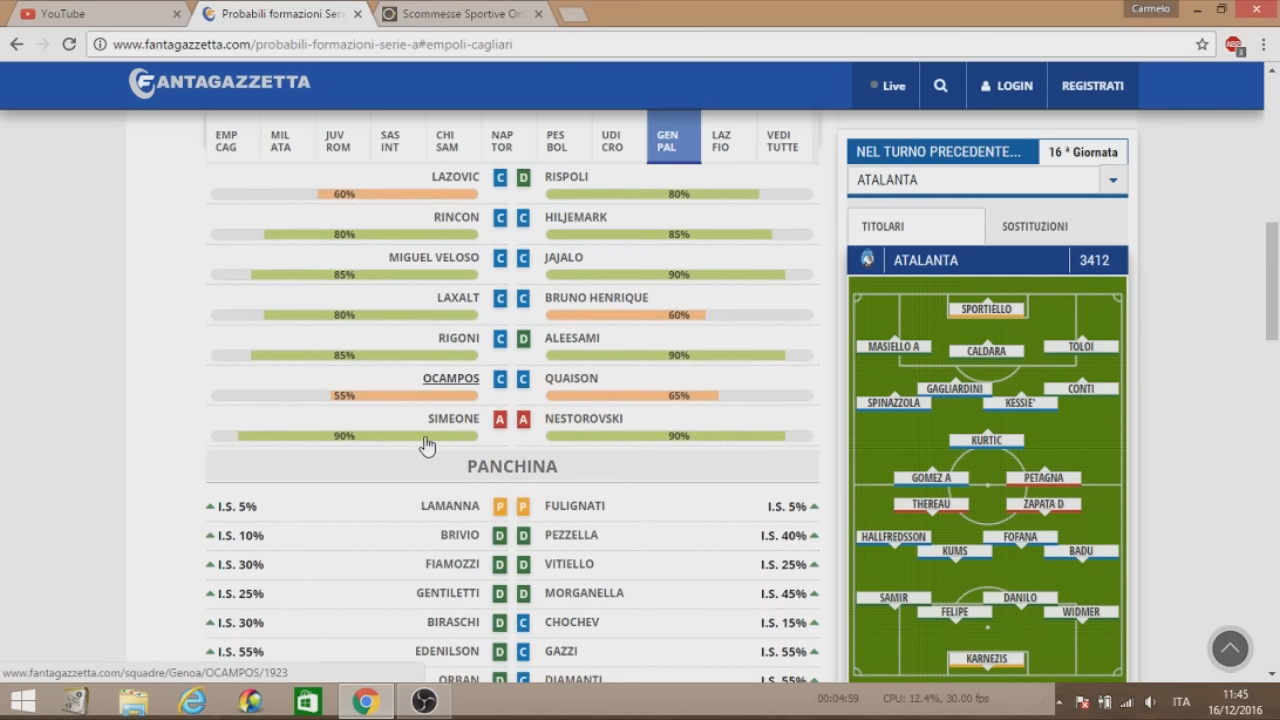 YouTube
Probabili formazioni Seri
Scommesse Sportive On
Carmelo
www.fantagazzetta.com/probabili-formazioni-serie-a#empoli-cagliari
ABP
1
FANTAGAZZETTA
Live
LOGIN
REGISTRATI
EMP CAG
MIL ATA
JUV ROM
SAS INT
CHI SAM
NAP TOR
PES BOL
UDI CRO
GEN PAL
LAZ FIO
VEDI TUTTE
LAZOVIC C D RISPOLI
60% 80%
RINCON C C HILJEMARK
80% 85%
MIGUEL VELOSO C C JAJALO
85% 90%
LAXALT C C BRUNO HENRIQUE
80% 60%
RIGONI C D ALEESAMI
85% 90%
OCAMPOS C C QUAISON
55% 65%
SIMEONE A A NESTOROVSKI
90% 90%
PANCHINA
I.S. 5% LAMANNA P P FULIGNATI I.S. 5%
I.S. 10% BRIVIO D D PEZZELLA I.S. 40%
I.S. 30% FIAMOZZI D D VITIELLO I.S. 25%
I.S. 25% GENTILETTI D D MORGANELLA I.S. 45%
I.S. 30% BIRASCHI D C CHOCHEV I.S. 15%
I.S. 55% EDENILSON D C GAZZI I.S. 55%
ORBAN D C DIAMANTI I.S. 55%
NEL TURNO PRECEDENTE... 16 ª Giornata
ATALANTA
TITOLARI SOSTITUZIONI
ATALANTA 3412
SPORTIELLO
MASIELLO A CALDARA TOLOI
GAGLIARDINI CONTI
SPINAZZOLA KESSIE'
KURTIC
GOMEZ A PETAGNA
THEREAU ZAPATA D
HALLFREDSSON FOFANA
KUMS BADU
SAMIR DANILO
FELIPE WIDMER
KARNEZIS
www.fantagazzetta.com/squadre/Genoa/OCAMPOS/1923
00:04:59 CPU: 12.4%, 30.00 fps
ITA
11:45
16/12/2016